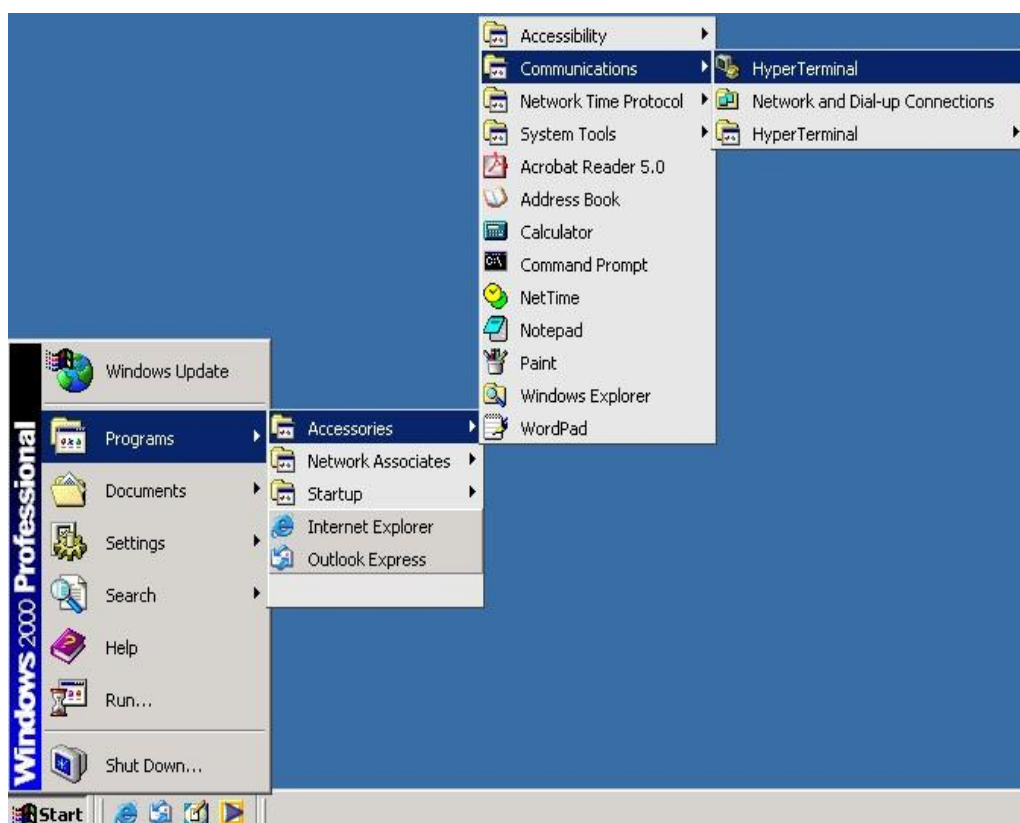 Accessibility
Communications
Network Time Protocol
System Tools
Acrobat Reader 5.0
Address Book
Calculator
Command Prompt
NetTime
Notepad
Paint
Windows Explorer
WordPad
HyperTerminal
Network and Dial-up Connections
HyperTerminal
Windows 2000 Professional
Windows Update
Programs
Documents
Settings
Search
Help
Run...
Shut Down...
Accessories
Network Associates
Startup
Internet Explorer
Outlook Express
Start